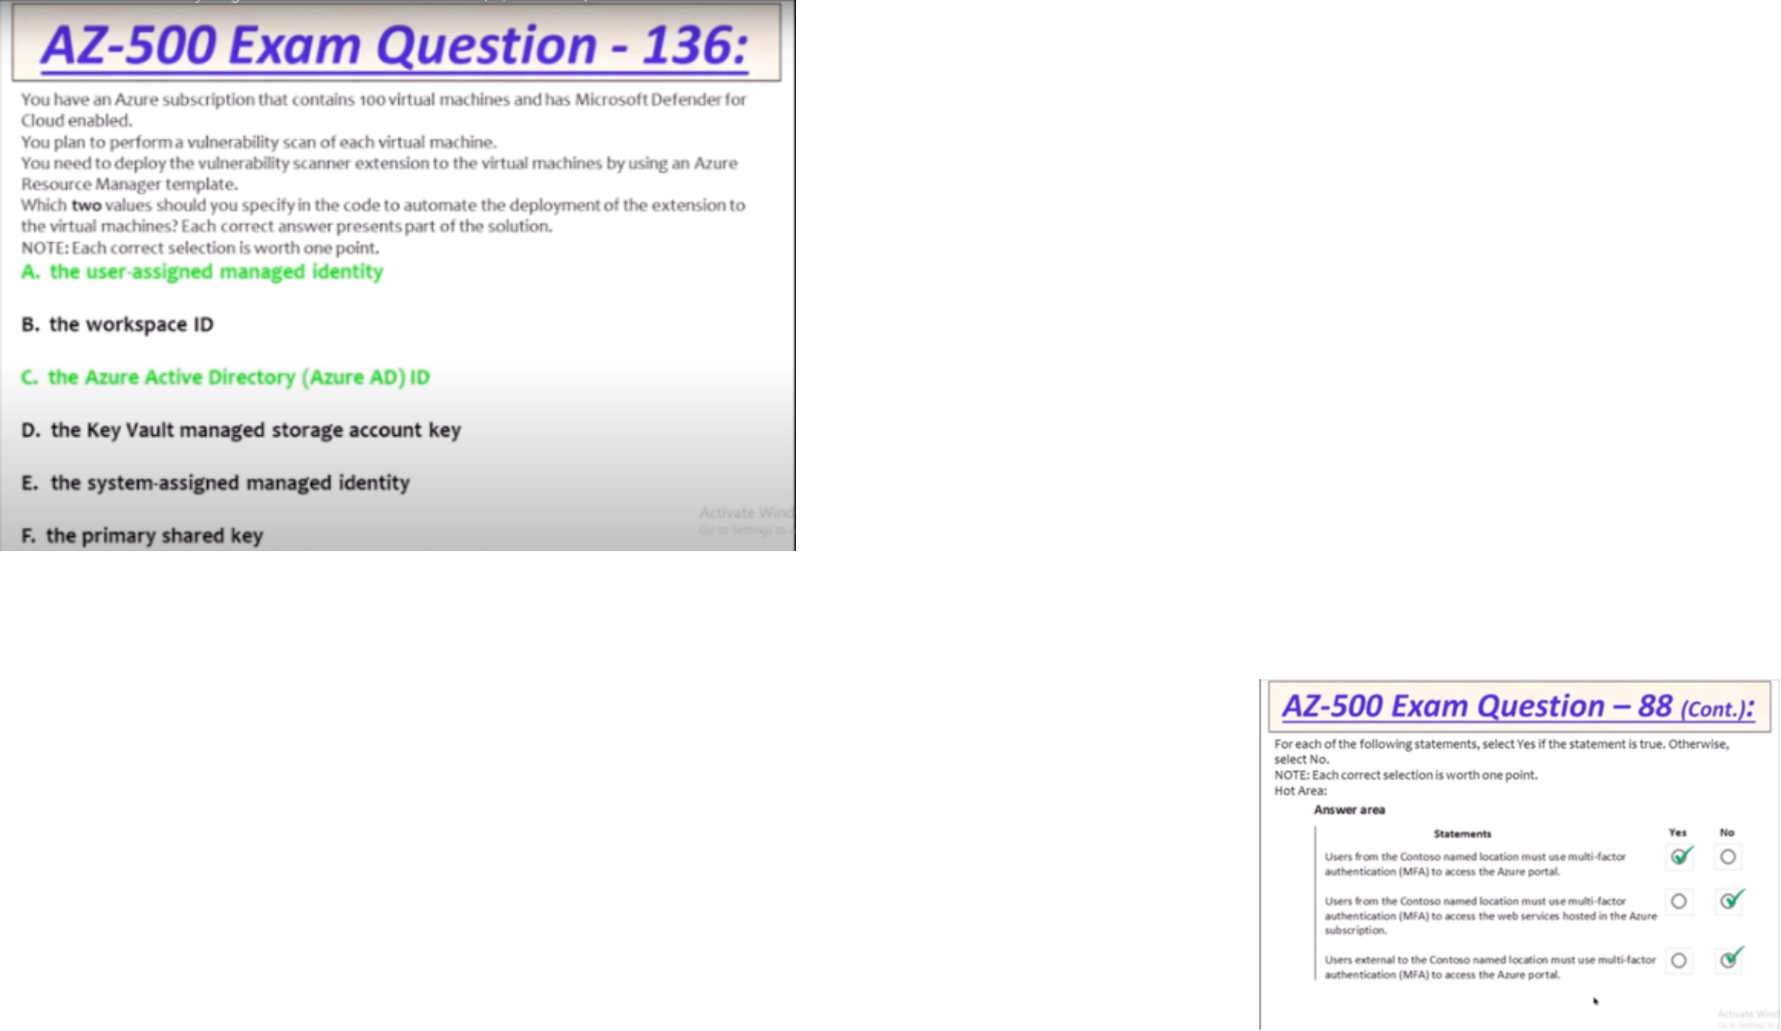 AZ-500 Exam Question - 136:
You have an Azure subscription that contains 100 virtual machines and has Microsoft Defender for
Cloud enabled.
You plan to perform a vulnerability scan of each virtual machine.
You need to deploy the vulnerability scanner extension to the virtual machines by using an Azure
Resource Manager template.
Which two values should you specify in the code to automate the deployment of the extension to
the virtual machines? Each correct answer presents part of the solution.
NOTE: Each correct selection is worth one point.
A. the user-assigned managed identity
B. the workspace ID
C. the Azure Active Directory (Azure AD) ID
D. the Key Vault managed storage account key
E. the system-assigned managed identity
F. the primary shared key
Activate Wind
Go to Settings to
AZ-500 Exam Question – 88 (Cont.):
For each of the following statements, select Yes if the statement is true. Otherwise,
select No.
NOTE: Each correct selection is worth one point.
Hot Area:
Answer area
Statements Yes No
Users from the Contoso named location must use multi-factor
authentication (MFA) to access the Azure portal.
Users from the Contoso named location must use multi-factor
authentication (MFA) to access the web services hosted in the Azure
subscription.
Users external to the Contoso named location must use multi-factor
authentication (MFA) to access the Azure portal.
Activate Wind
Go to Settings to